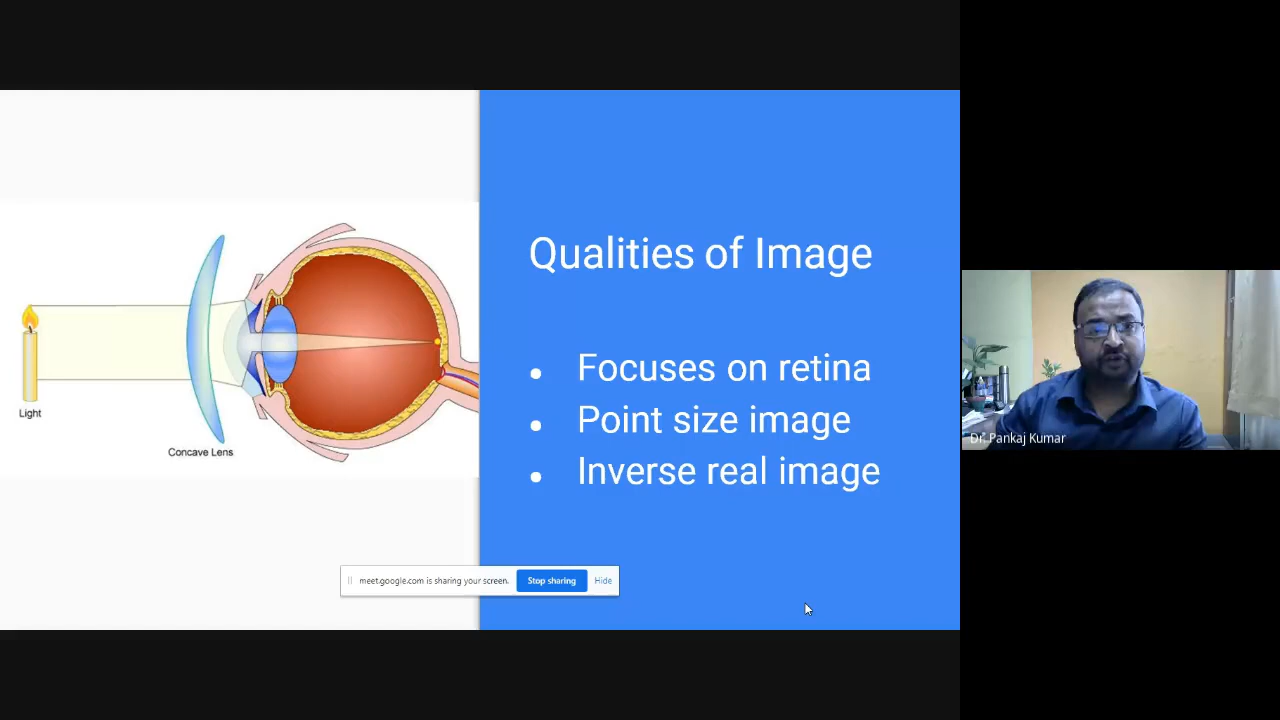 Qualities of Image
Focuses on retina
Point size image
Inverse real image
Light
Concave Lens
meet.google.com is sharing your screen.
Stop sharing
Hide
Dr. Pankaj Kumar